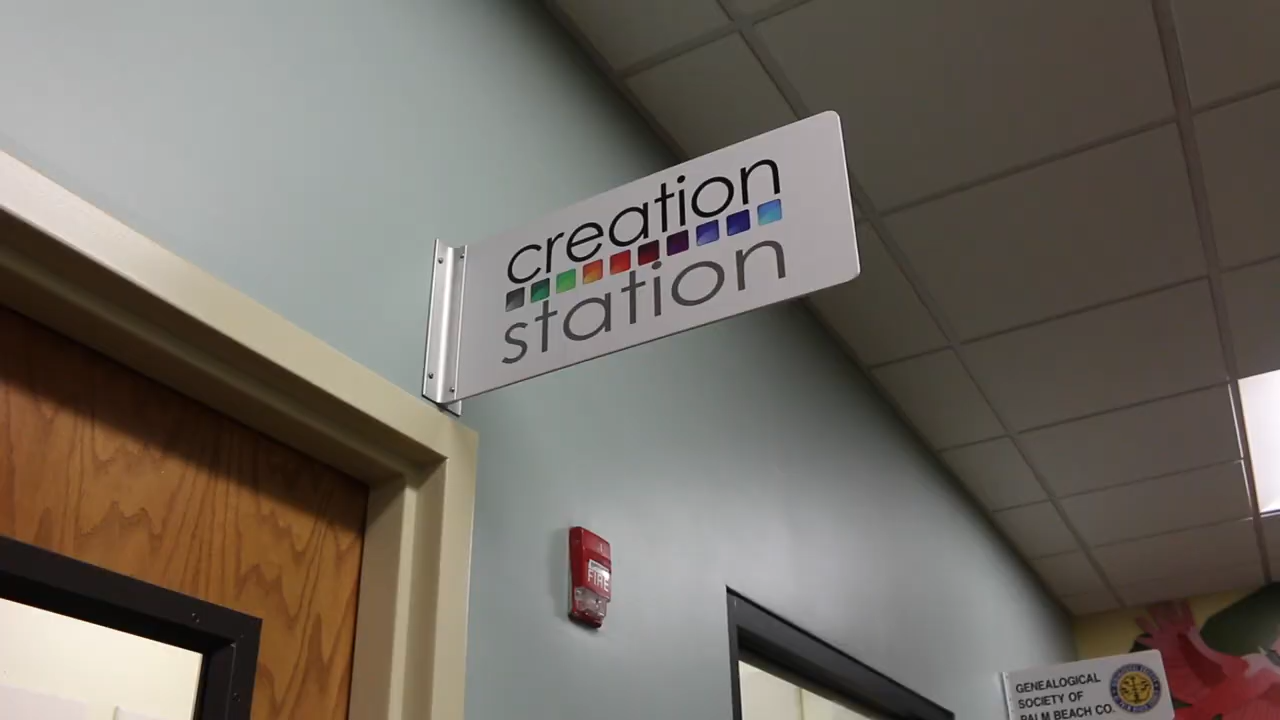 creation
station
FIRE
GENEALOGICAL
SOCIETY OF
PALM BEACH CO.